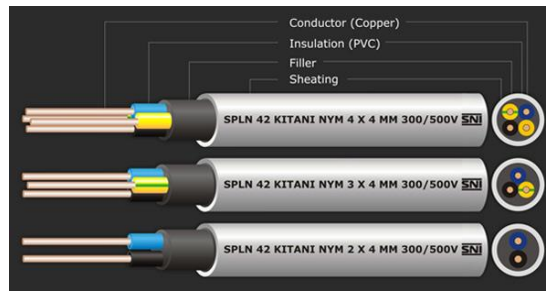 Conductor (Copper)
Insulation (PVC)
Filler
Sheating
SPLN 42 KITANI NYM 4 X 4 MM 300/500V SNI
SPLN 42 KITANI NYM 3 X 4 MM 300/500V SNI
SPLN 42 KITANI NYM 2 X 4 MM 300/500V SNI